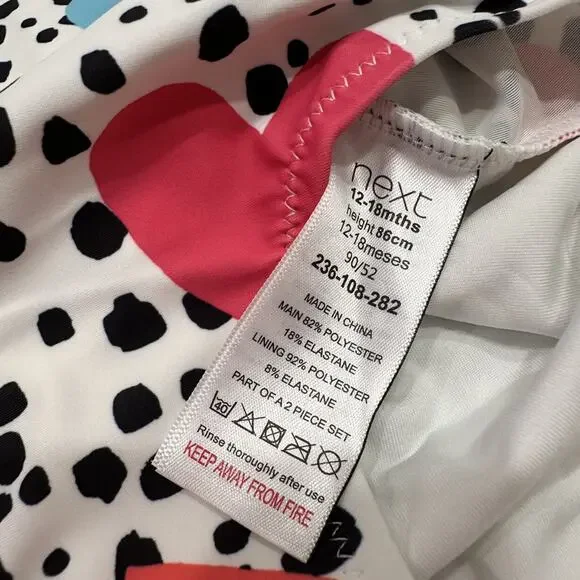 next
12-18mths
height 86cm
12-18meses
90/52
236-108-282
MADE IN CHINA
MAIN 82% POLYESTER
18% ELASTANE
LINING 92% POLYESTER
8% ELASTANE
PART OF A 2 PIECE SET
40
Rinse thoroughly after use
KEEP AWAY FROM FIRE